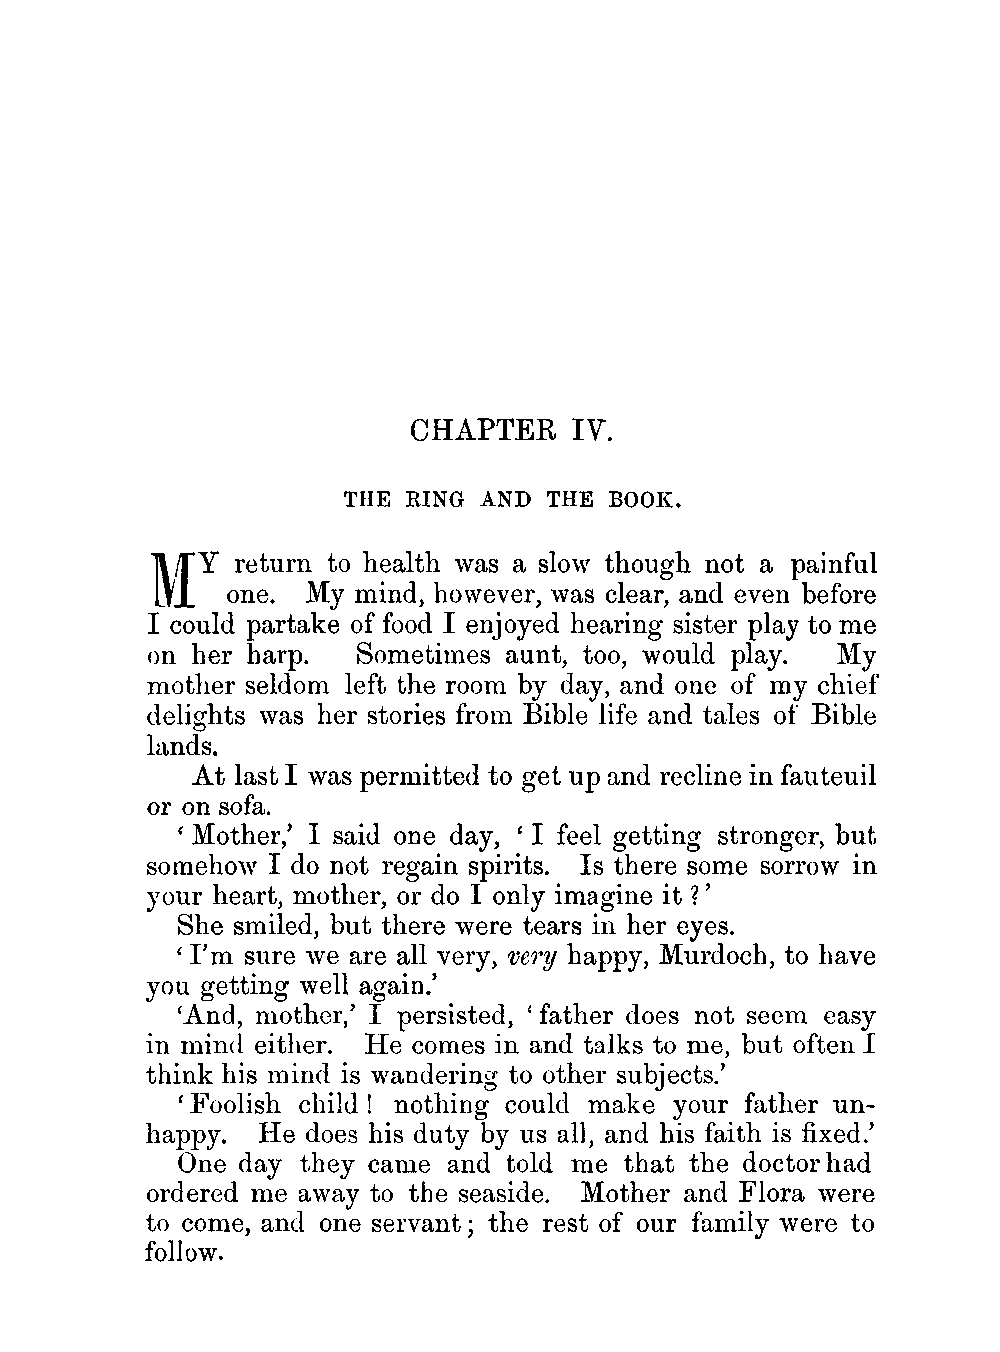 CHAPTER IV.
THE RING AND THE BOOK.
MY return to health was a slow though not a painful
one. My mind, however, was clear, and even before
I could partake of food I enjoyed hearing sister play to me
on her harp. Sometimes aunt, too, would play. My
mother seldom left the room by day, and one of my chief
delights was her stories from Bible life and tales of Bible
lands.
At last I was permitted to get up and recline in fauteuil
or on sofa.
‘Mother,’ I said one day, ‘I feel getting stronger, but
somehow I do not regain spirits. Is there some sorrow in
your heart, mother, or do I only imagine it?’
She smiled, but there were tears in her eyes.
‘I’m sure we are all very, very happy, Murdoch, to have
you getting well again.’
‘And, mother,’ I persisted, ‘father does not seem easy
in mind either. He comes in and talks to me, but often I
think his mind is wandering to other subjects.’
‘Foolish child! nothing could make your father un-
happy. He does his duty by us all, and his faith is fixed.’
One day they came and told me that the doctor had
ordered me away to the seaside. Mother and Flora were
to come, and one servant; the rest of our family were to
follow.